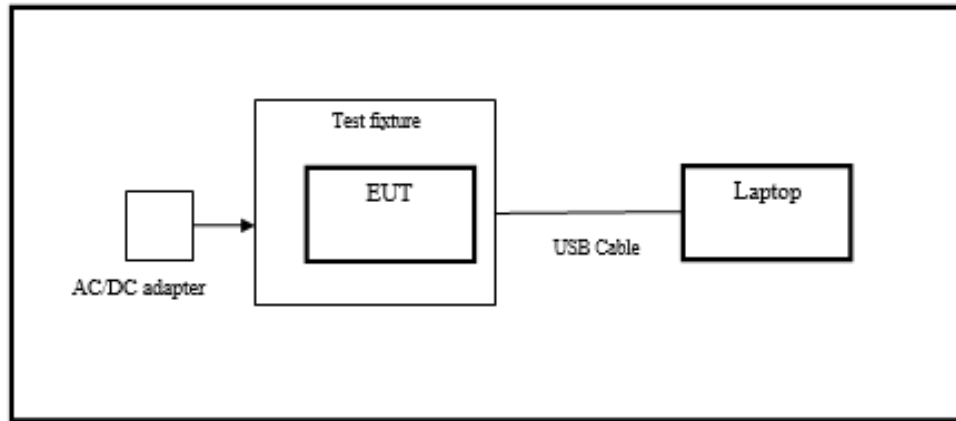 Test fixture
EUT
Laptop
USB Cable
AC/DC adapter